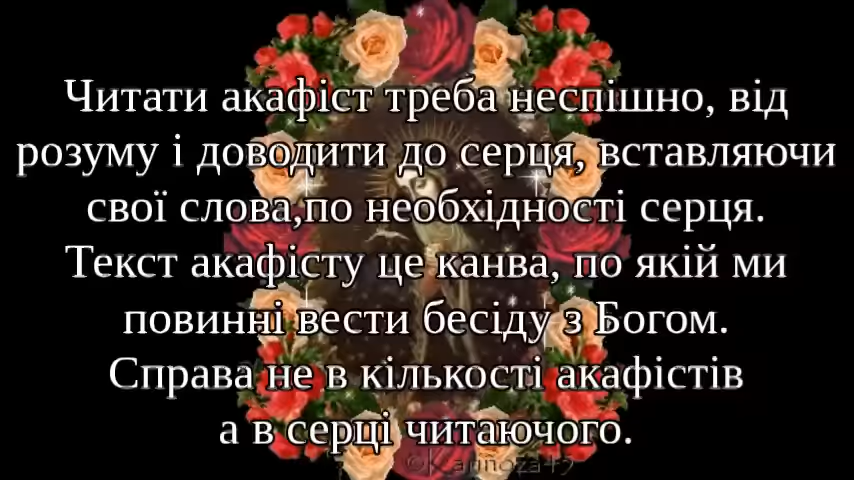 Читати акафіст треба неспішно, від
розуму і доводити до серця, вставляючи
свої слова,по необхідності серця.
Текст акафісту це канва, по якій ми
повинні вести бесіду з Богом.
Справа не в кількості акафістів
а в серці читаючого.